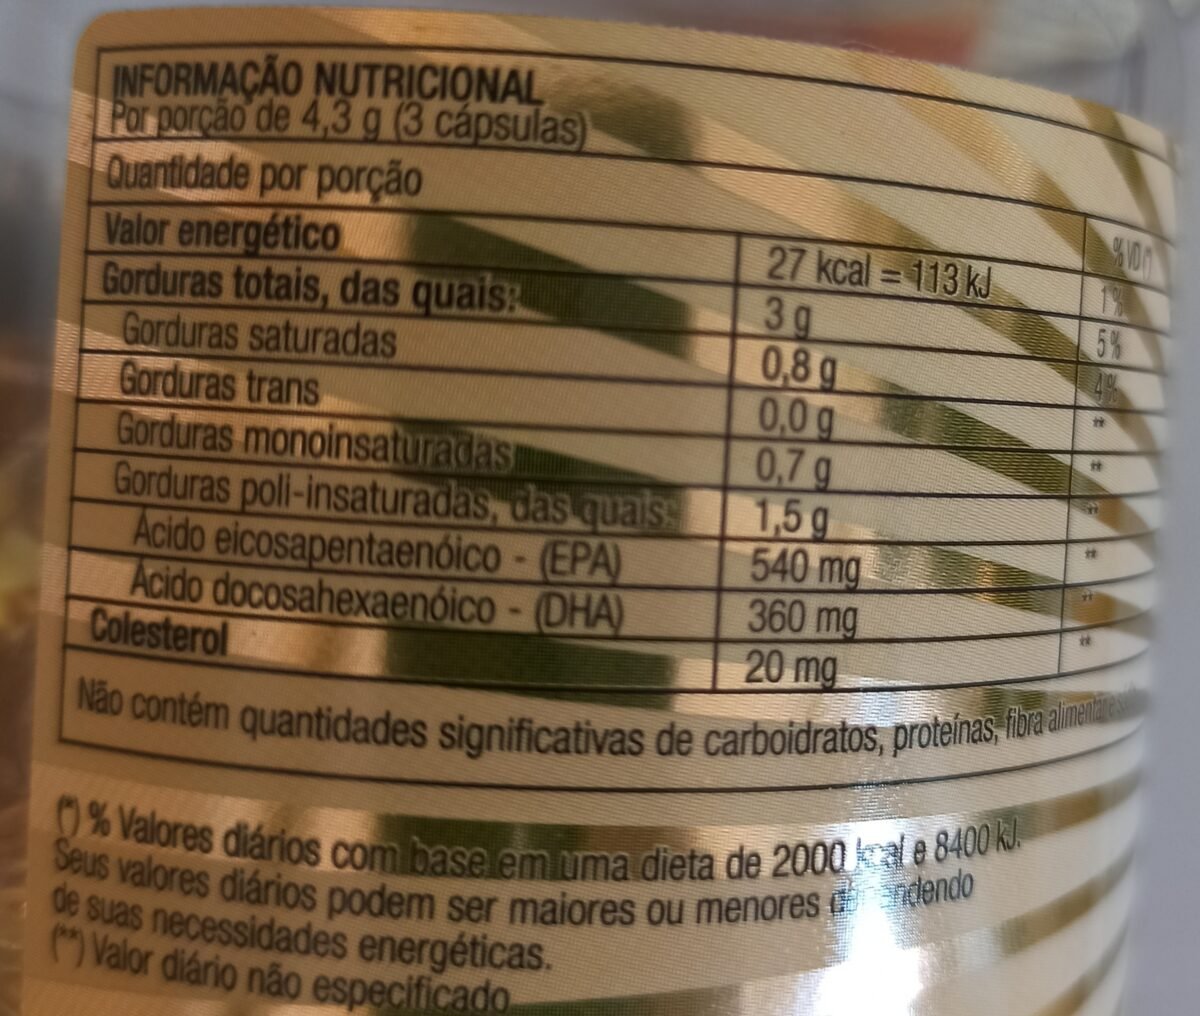 INFORMAÇÃO NUTRICIONAL
Por porção de 4,3 g (3 cápsulas)
Quantidade por porção % VD (*)
Valor energético 27 kcal = 113 kJ 1 %
Gorduras totais, das quais: 3 g 5 %
Gorduras saturadas 0,8 g 4 %
Gorduras trans 0,0 g **
Gorduras monoinsaturadas 0,7 g **
Gorduras poli-insaturadas, das quais: 1,5 g **
Ácido eicosapentaenóico - (EPA) 540 mg **
Ácido docosahexaenóico - (DHA) 360 mg **
Colesterol 20 mg **
Não contém quantidades significativas de carboidratos, proteínas, fibra alimentar e
(*) % Valores diários com base em uma dieta de 2000 kcal e 8400 kJ.
Seus valores diários podem ser maiores ou menores dependendo
de suas necessidades energéticas.
(**) Valor diário não especificado